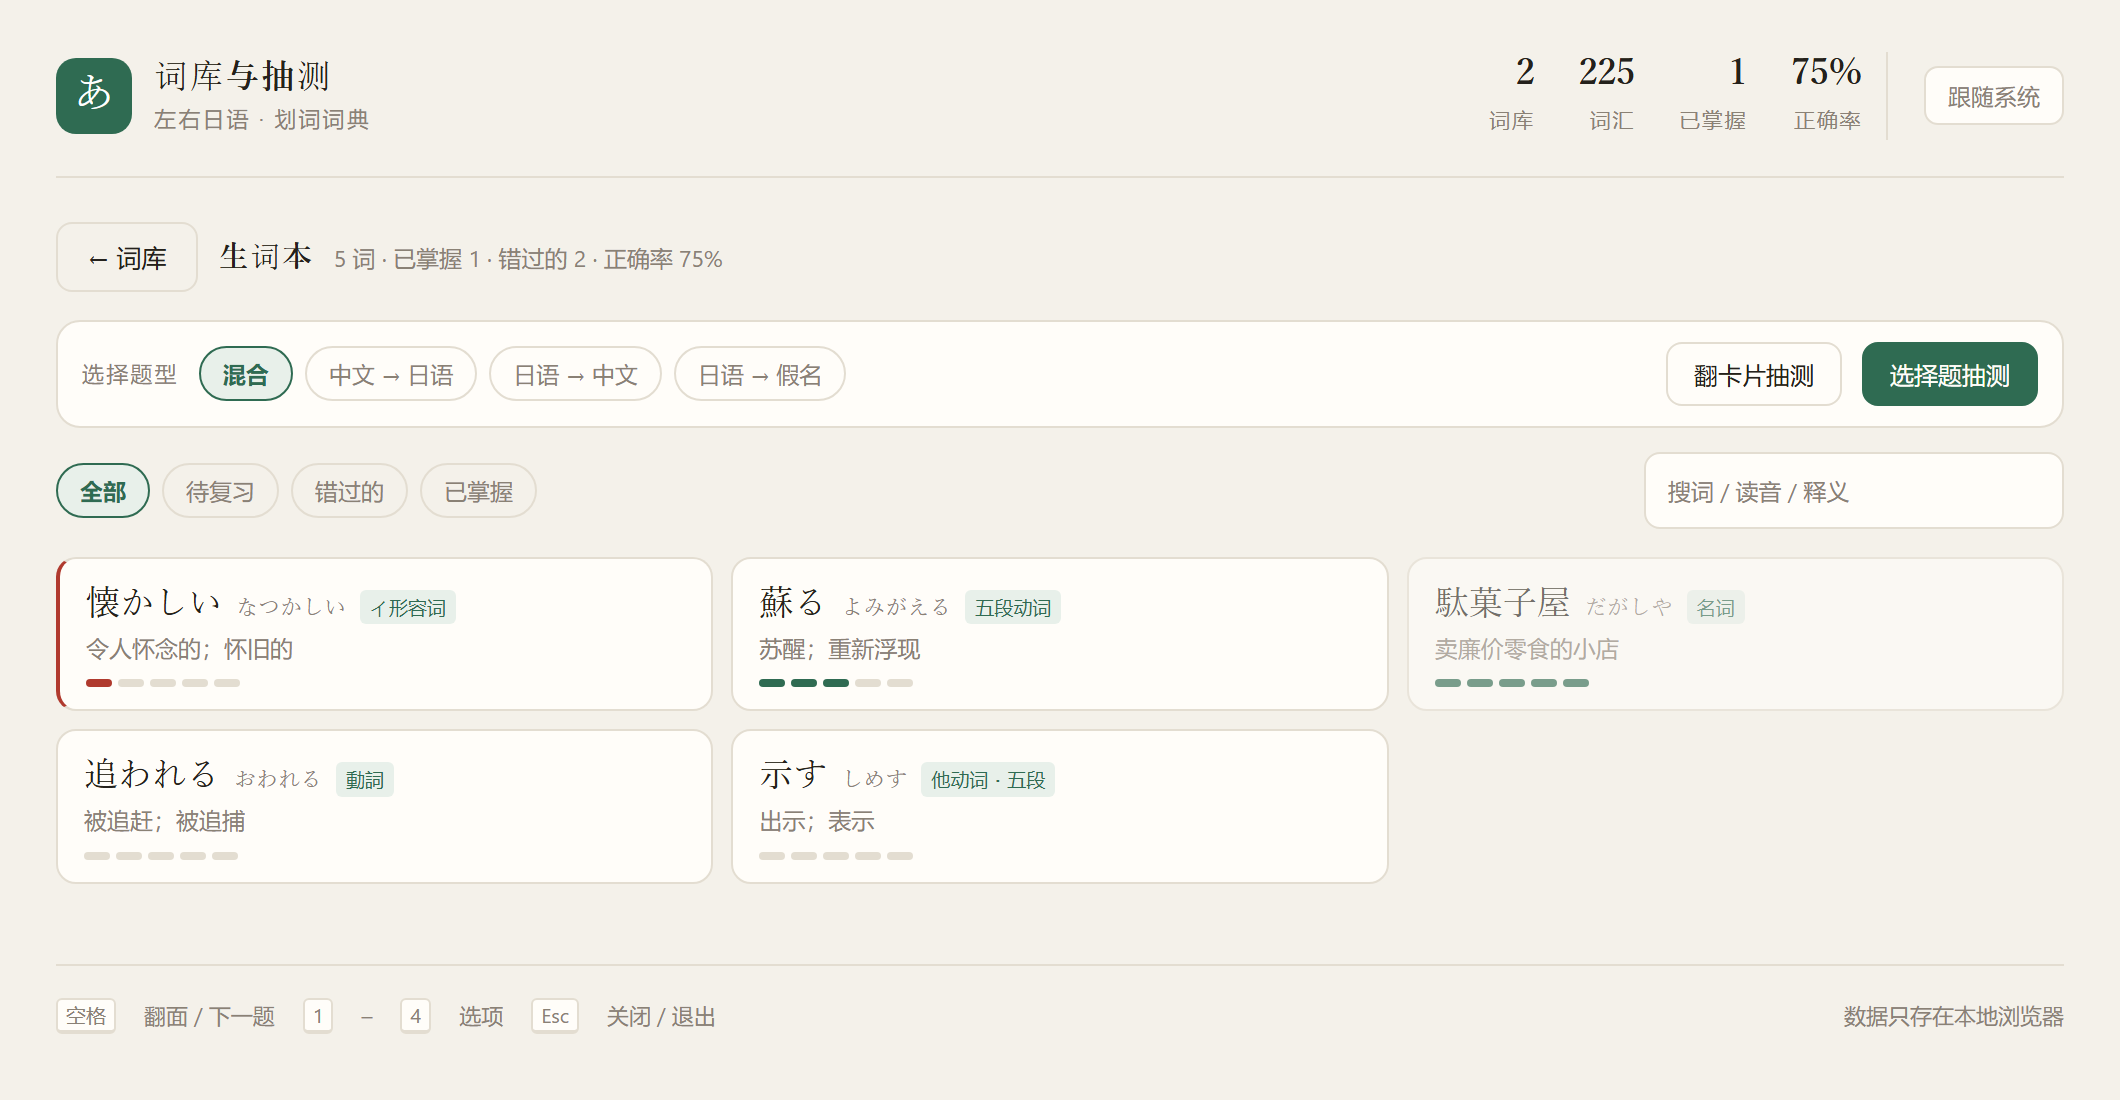 あ
词库与抽测
左右日语 · 划词词典
2 225 1 75%
词库 词汇 已掌握 正确率
跟随系统
← 词库 生词本 5 词 · 已掌握 1 · 错过的 2 · 正确率 75%
选择题型 混合 中文 → 日语 日语 → 中文 日语 → 假名 翻卡片抽测 选择题抽测
全部 待复习 错过的 已掌握 搜词 / 读音 / 释义
懐かしい なつかしい イ形容词
令人怀念的；怀旧的
蘇る よみがえる 五段动词
苏醒；重新浮现
駄菓子屋 だがしや 名词
卖廉价零食的小店
追われる おわれる 動詞
被追赶；被追捕
示す しめす 他动词 · 五段
出示；表示
空格 翻面 / 下一题 1 – 4 选项 Esc 关闭 / 退出 数据只存在本地浏览器